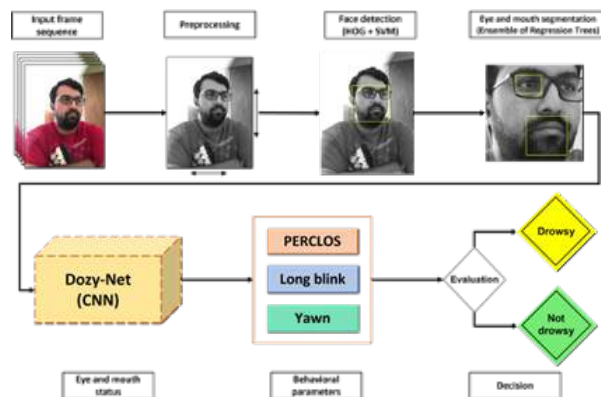 Input frame
sequence
Preprocessing
Face detection
(HOG + SVM)
Eye and mouth segmentation
(Ensemble of Regression Trees)
Dozy-Net
(CNN)
PERCLOS
Long blink
Yawn
Evaluation
Drowsy
Not
drowsy
Eye and mouth
status
Behavioral
parameters
Decision